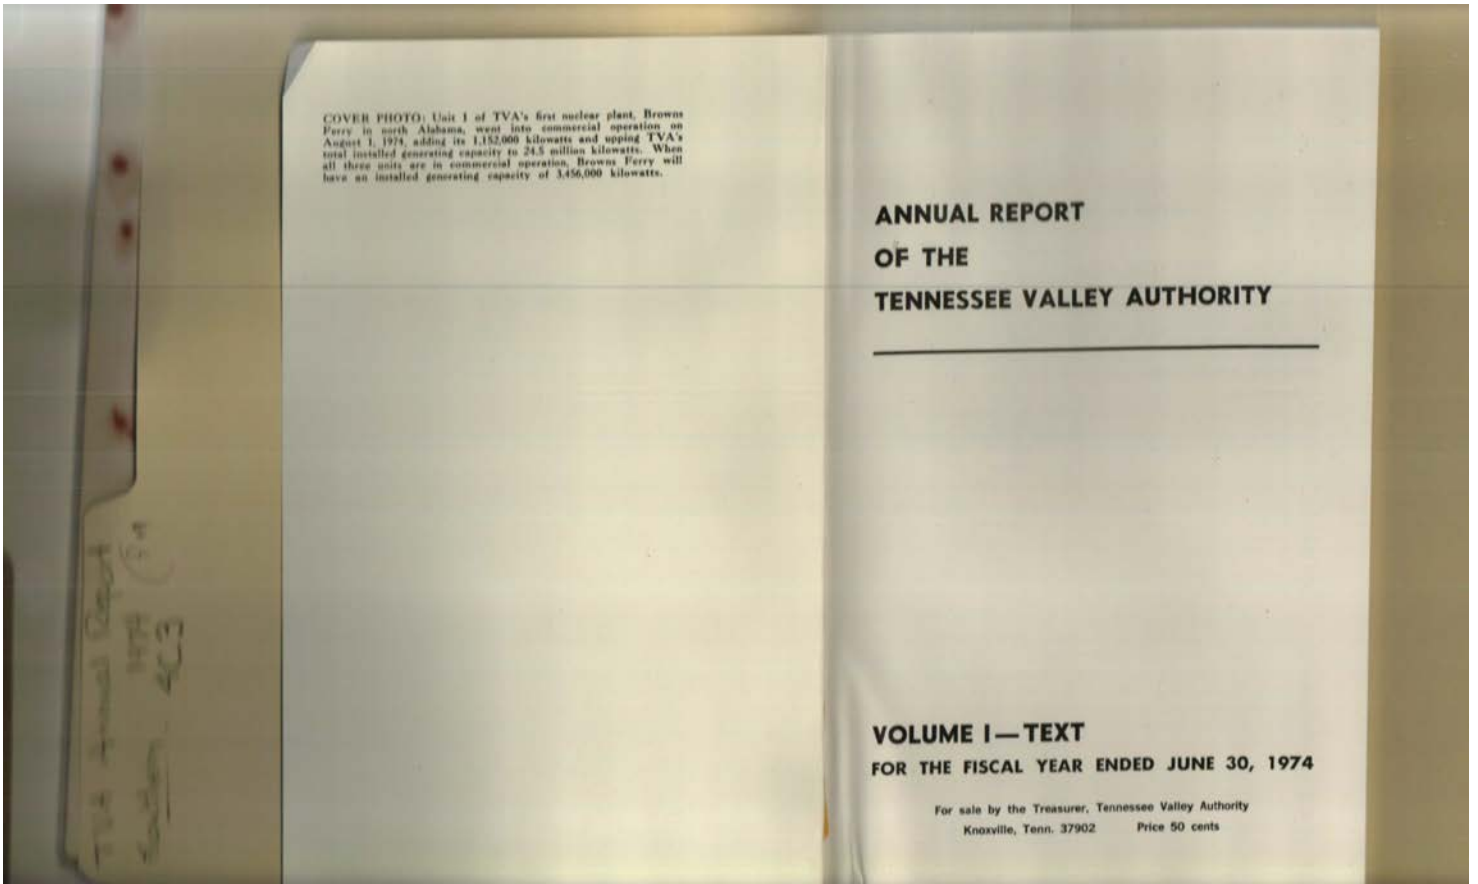 COVER PHOTO: Unit 1 of TVA's first nuclear plant, Browns
Ferry in north Alabama, went into commercial operation on
August 1, 1974, adding its 1,152,000 kilowatts and upping TVA's
total installed generating capacity to 24.5 million kilowatts. When
all three units are in commercial operation, Browns Ferry will
have an installed generating capacity of 3,456,000 kilowatts.
ANNUAL REPORT
OF THE
TENNESSEE VALLEY AUTHORITY
VOLUME I—TEXT
FOR THE FISCAL YEAR ENDED JUNE 30, 1974
For sale by the Treasurer, Tennessee Valley Authority
Knoxville, Tenn. 37902 Price 50 cents
TVA Annual Report
1974
4C3